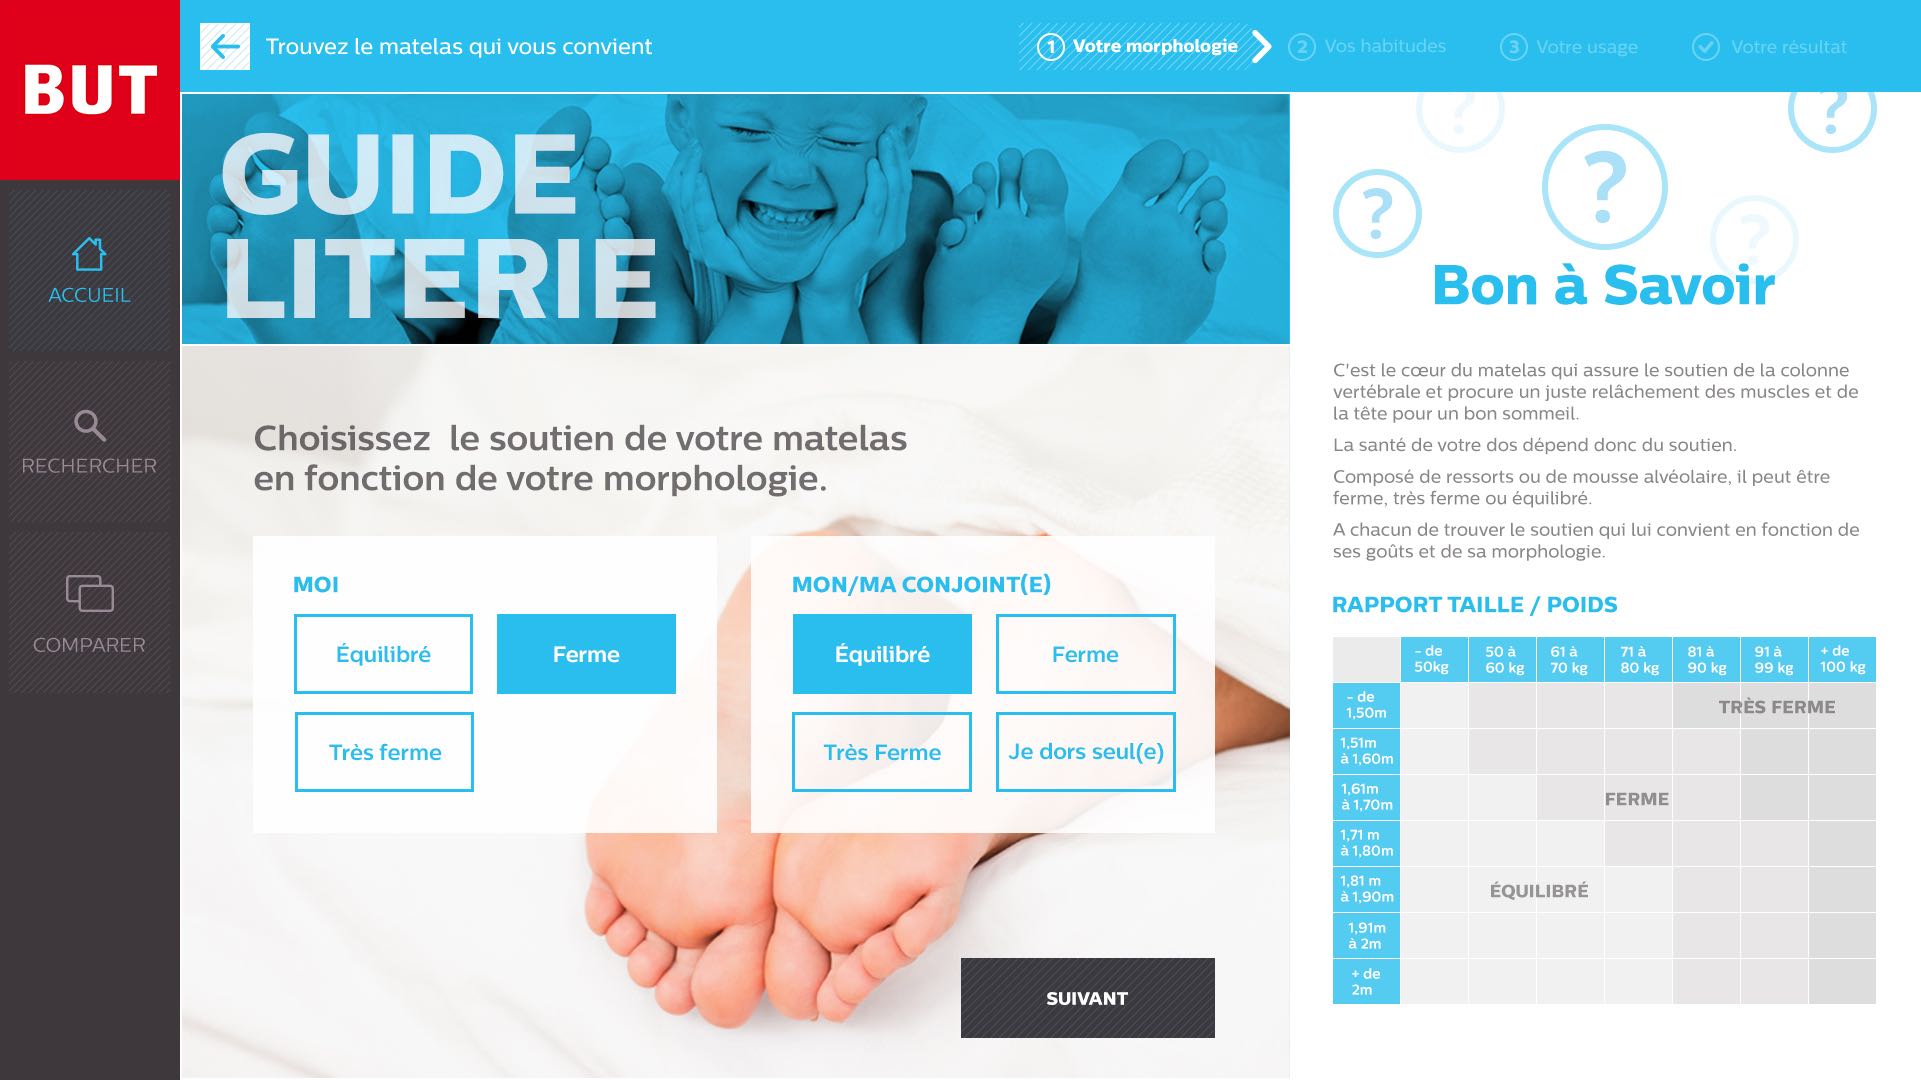 BUT
Trouvez le matelas qui vous convient
1 Votre morphologie
2 Vos habitudes
3 Votre usage
Votre résultat
ACCUEIL
RECHERCHER
COMPARER
GUIDE
LITERIE
Choisissez le soutien de votre matelas
en fonction de votre morphologie.
MOI
Équilibré
Ferme
Très ferme
MON/MA CONJOINT(E)
Équilibré
Ferme
Très Ferme
Je dors seul(e)
SUIVANT
?
?
?
?
?
Bon à Savoir
C'est le cœur du matelas qui assure le soutien de la colonne
vertébrale et procure un juste relâchement des muscles et de
la tête pour un bon sommeil.
La santé de votre dos dépend donc du soutien.
Composé de ressorts ou de mousse alvéolaire, il peut être
ferme, très ferme ou équilibré.
A chacun de trouver le soutien qui lui convient en fonction de
ses goûts et de sa morphologie.
RAPPORT TAILLE / POIDS
- de
50kg
50 à
60 kg
61 à
70 kg
71 à
80 kg
81 à
90 kg
91 à
99 kg
+ de
100 kg
- de
1,50m
TRÈS FERME
1,51m
à 1,60m
1,61m
à 1,70m
FERME
1,71 m
à 1,80m
1,81 m
à 1,90m
ÉQUILIBRÉ
1,91m
à 2m
+ de
2m